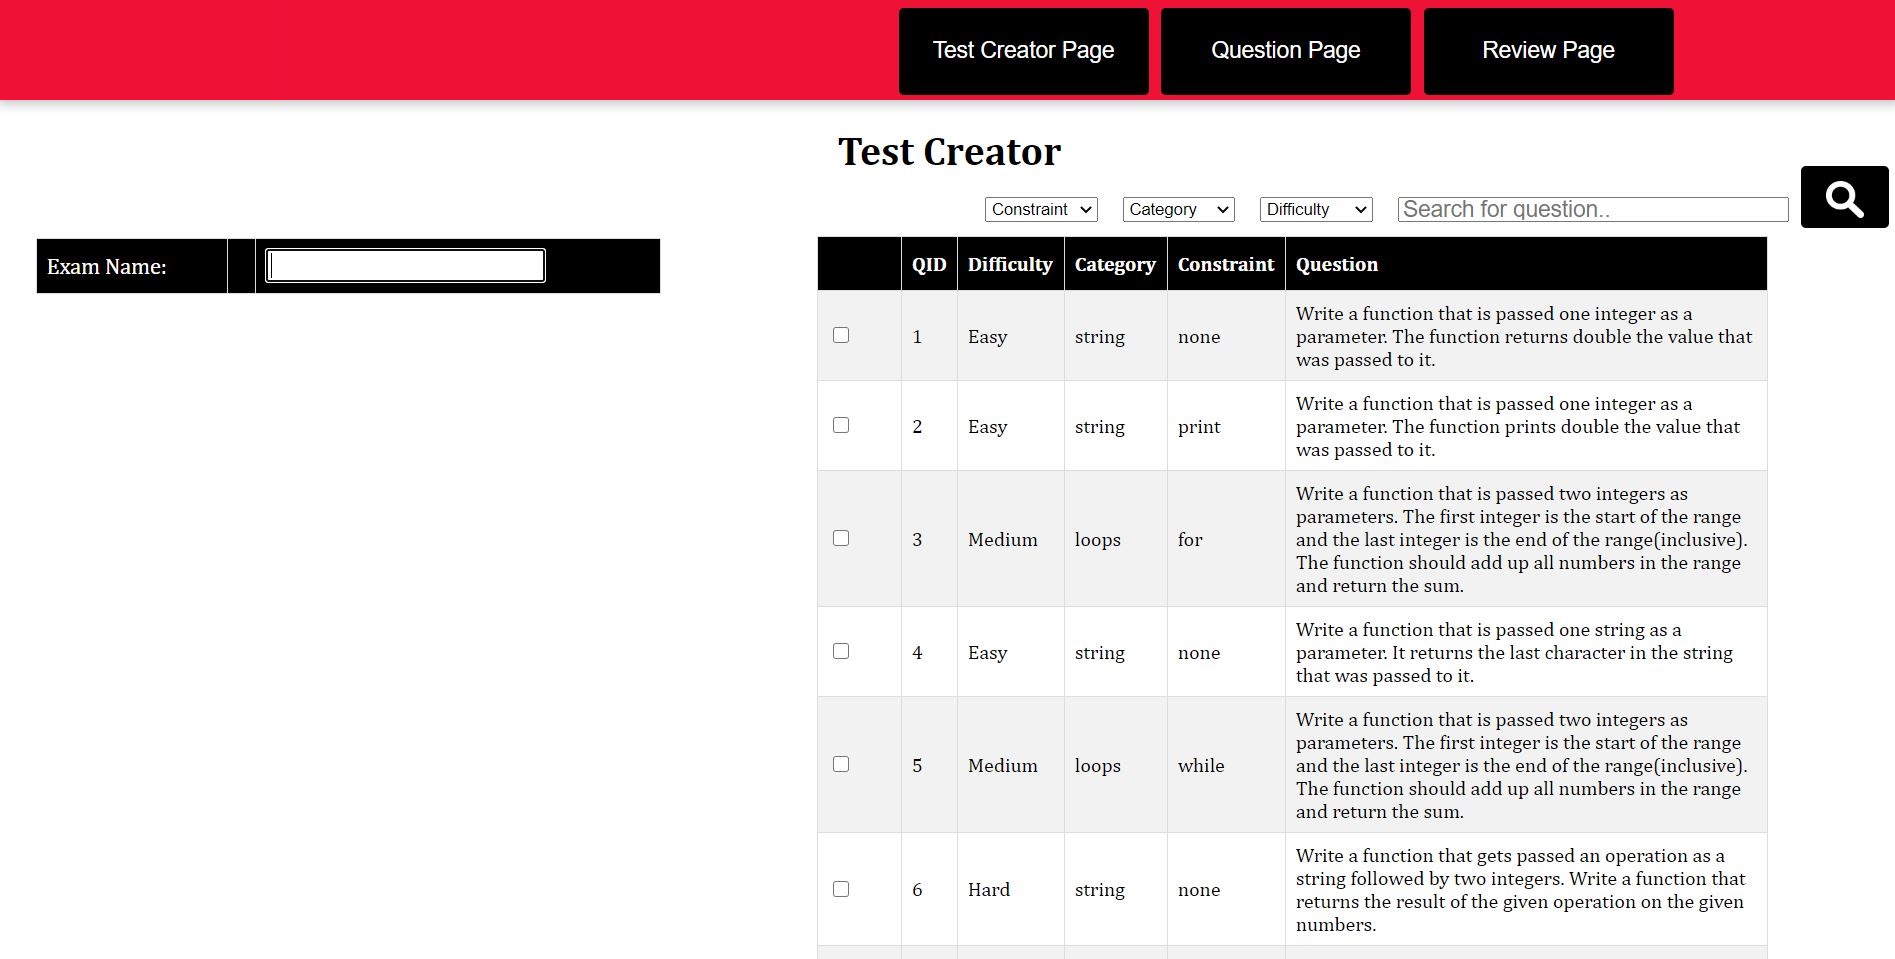 Test Creator Page Question Page Review Page
Test Creator
Constraint Category Difficulty Search for question..
Exam Name:
QID Difficulty Category Constraint Question
1 Easy string none
Write a function that is passed one integer as a
parameter. The function returns double the value that
was passed to it.
2 Easy string print
Write a function that is passed one integer as a
parameter. The function prints double the value that
was passed to it.
3 Medium loops for
Write a function that is passed two integers as
parameters. The first integer is the start of the range
and the last integer is the end of the range(inclusive).
The function should add up all numbers in the range
and return the sum.
4 Easy string none
Write a function that is passed one string as a
parameter. It returns the last character in the string
that was passed to it.
5 Medium loops while
Write a function that is passed two integers as
parameters. The first integer is the start of the range
and the last integer is the end of the range(inclusive).
The function should add up all numbers in the range
and return the sum.
6 Hard string none
Write a function that gets passed an operation as a
string followed by two integers. Write a function that
returns the result of the given operation on the given
numbers.